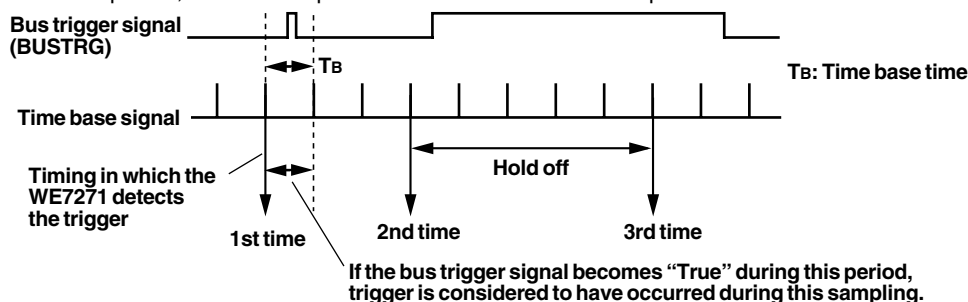 Bus trigger signal
(BUSTRG)
TB
TB: Time base time
Time base signal
Hold off
Timing in which the
WE7271 detects
the trigger
1st time
2nd time
3rd time
If the bus trigger signal becomes “True” during this period,
trigger is considered to have occurred during this sampling.